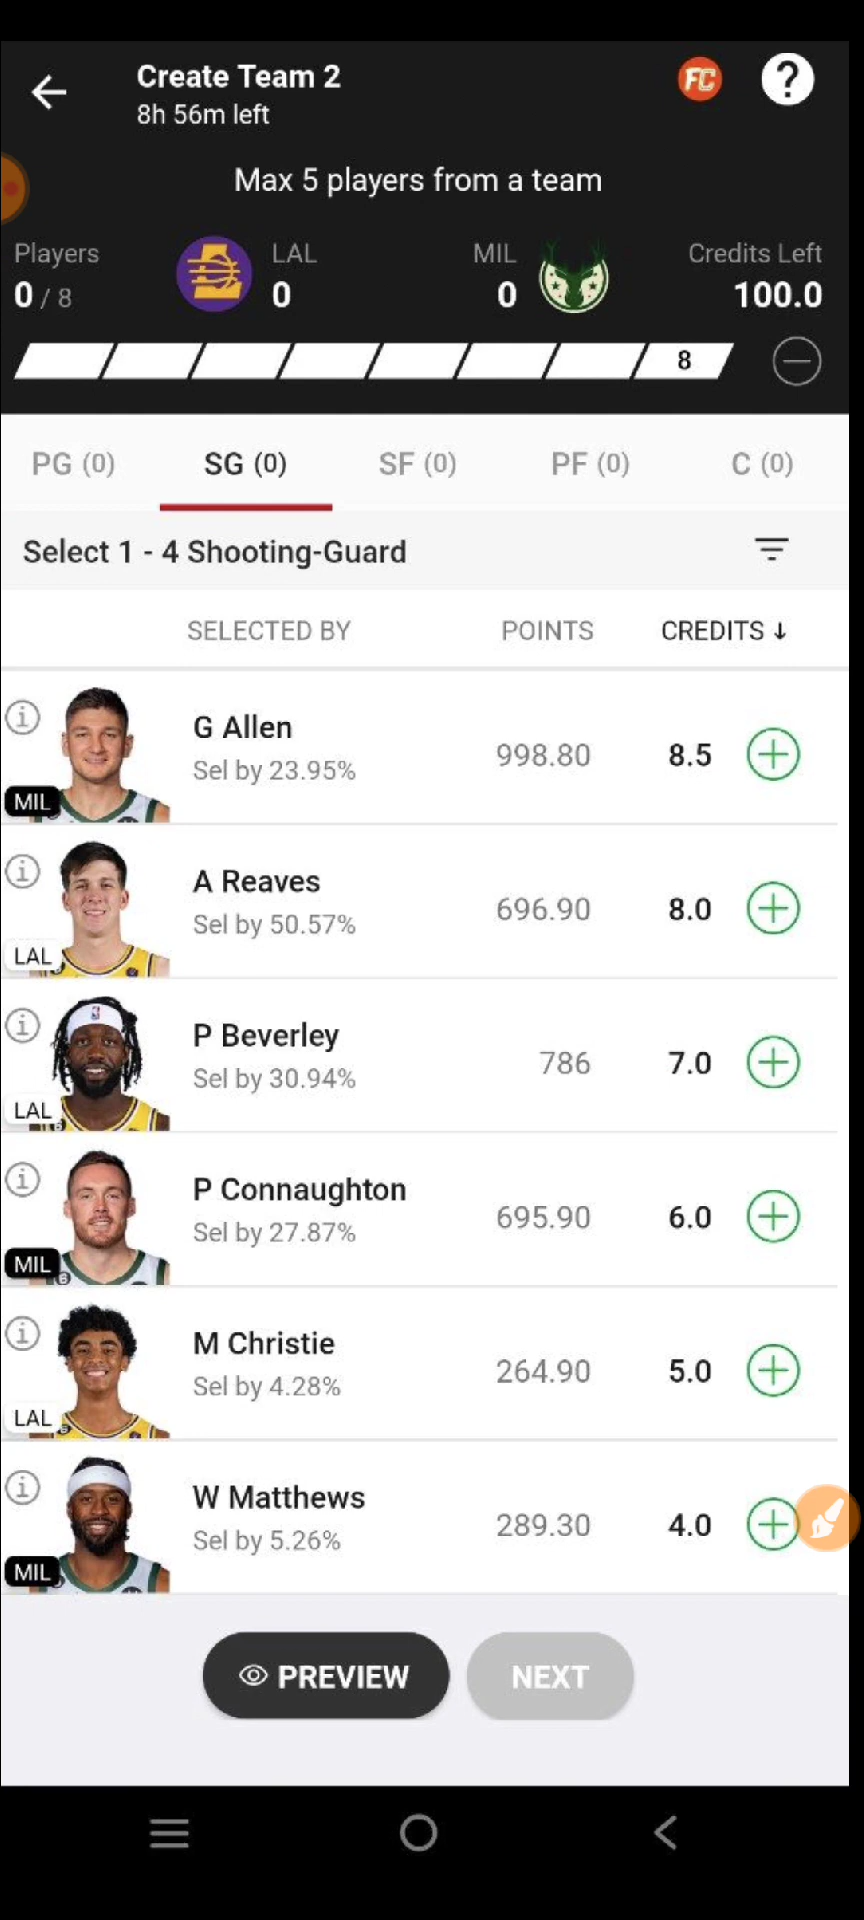 Create Team 2
8h 56m left
FC
?
Max 5 players from a team
Players
LAL
MIL
Credits Left
0 / 8
0
0
100.0
8
PG (0)
SG (0)
SF (0)
PF (0)
C (0)
Select 1 - 4 Shooting-Guard
SELECTED BY
POINTS
CREDITS ↓
G Allen
Sel by 23.95%
998.80
8.5
MIL
A Reaves
Sel by 50.57%
696.90
8.0
LAL
P Beverley
Sel by 30.94%
786
7.0
LAL
P Connaughton
Sel by 27.87%
695.90
6.0
MIL
M Christie
Sel by 4.28%
264.90
5.0
LAL
W Matthews
Sel by 5.26%
289.30
4.0
MIL
PREVIEW
NEXT